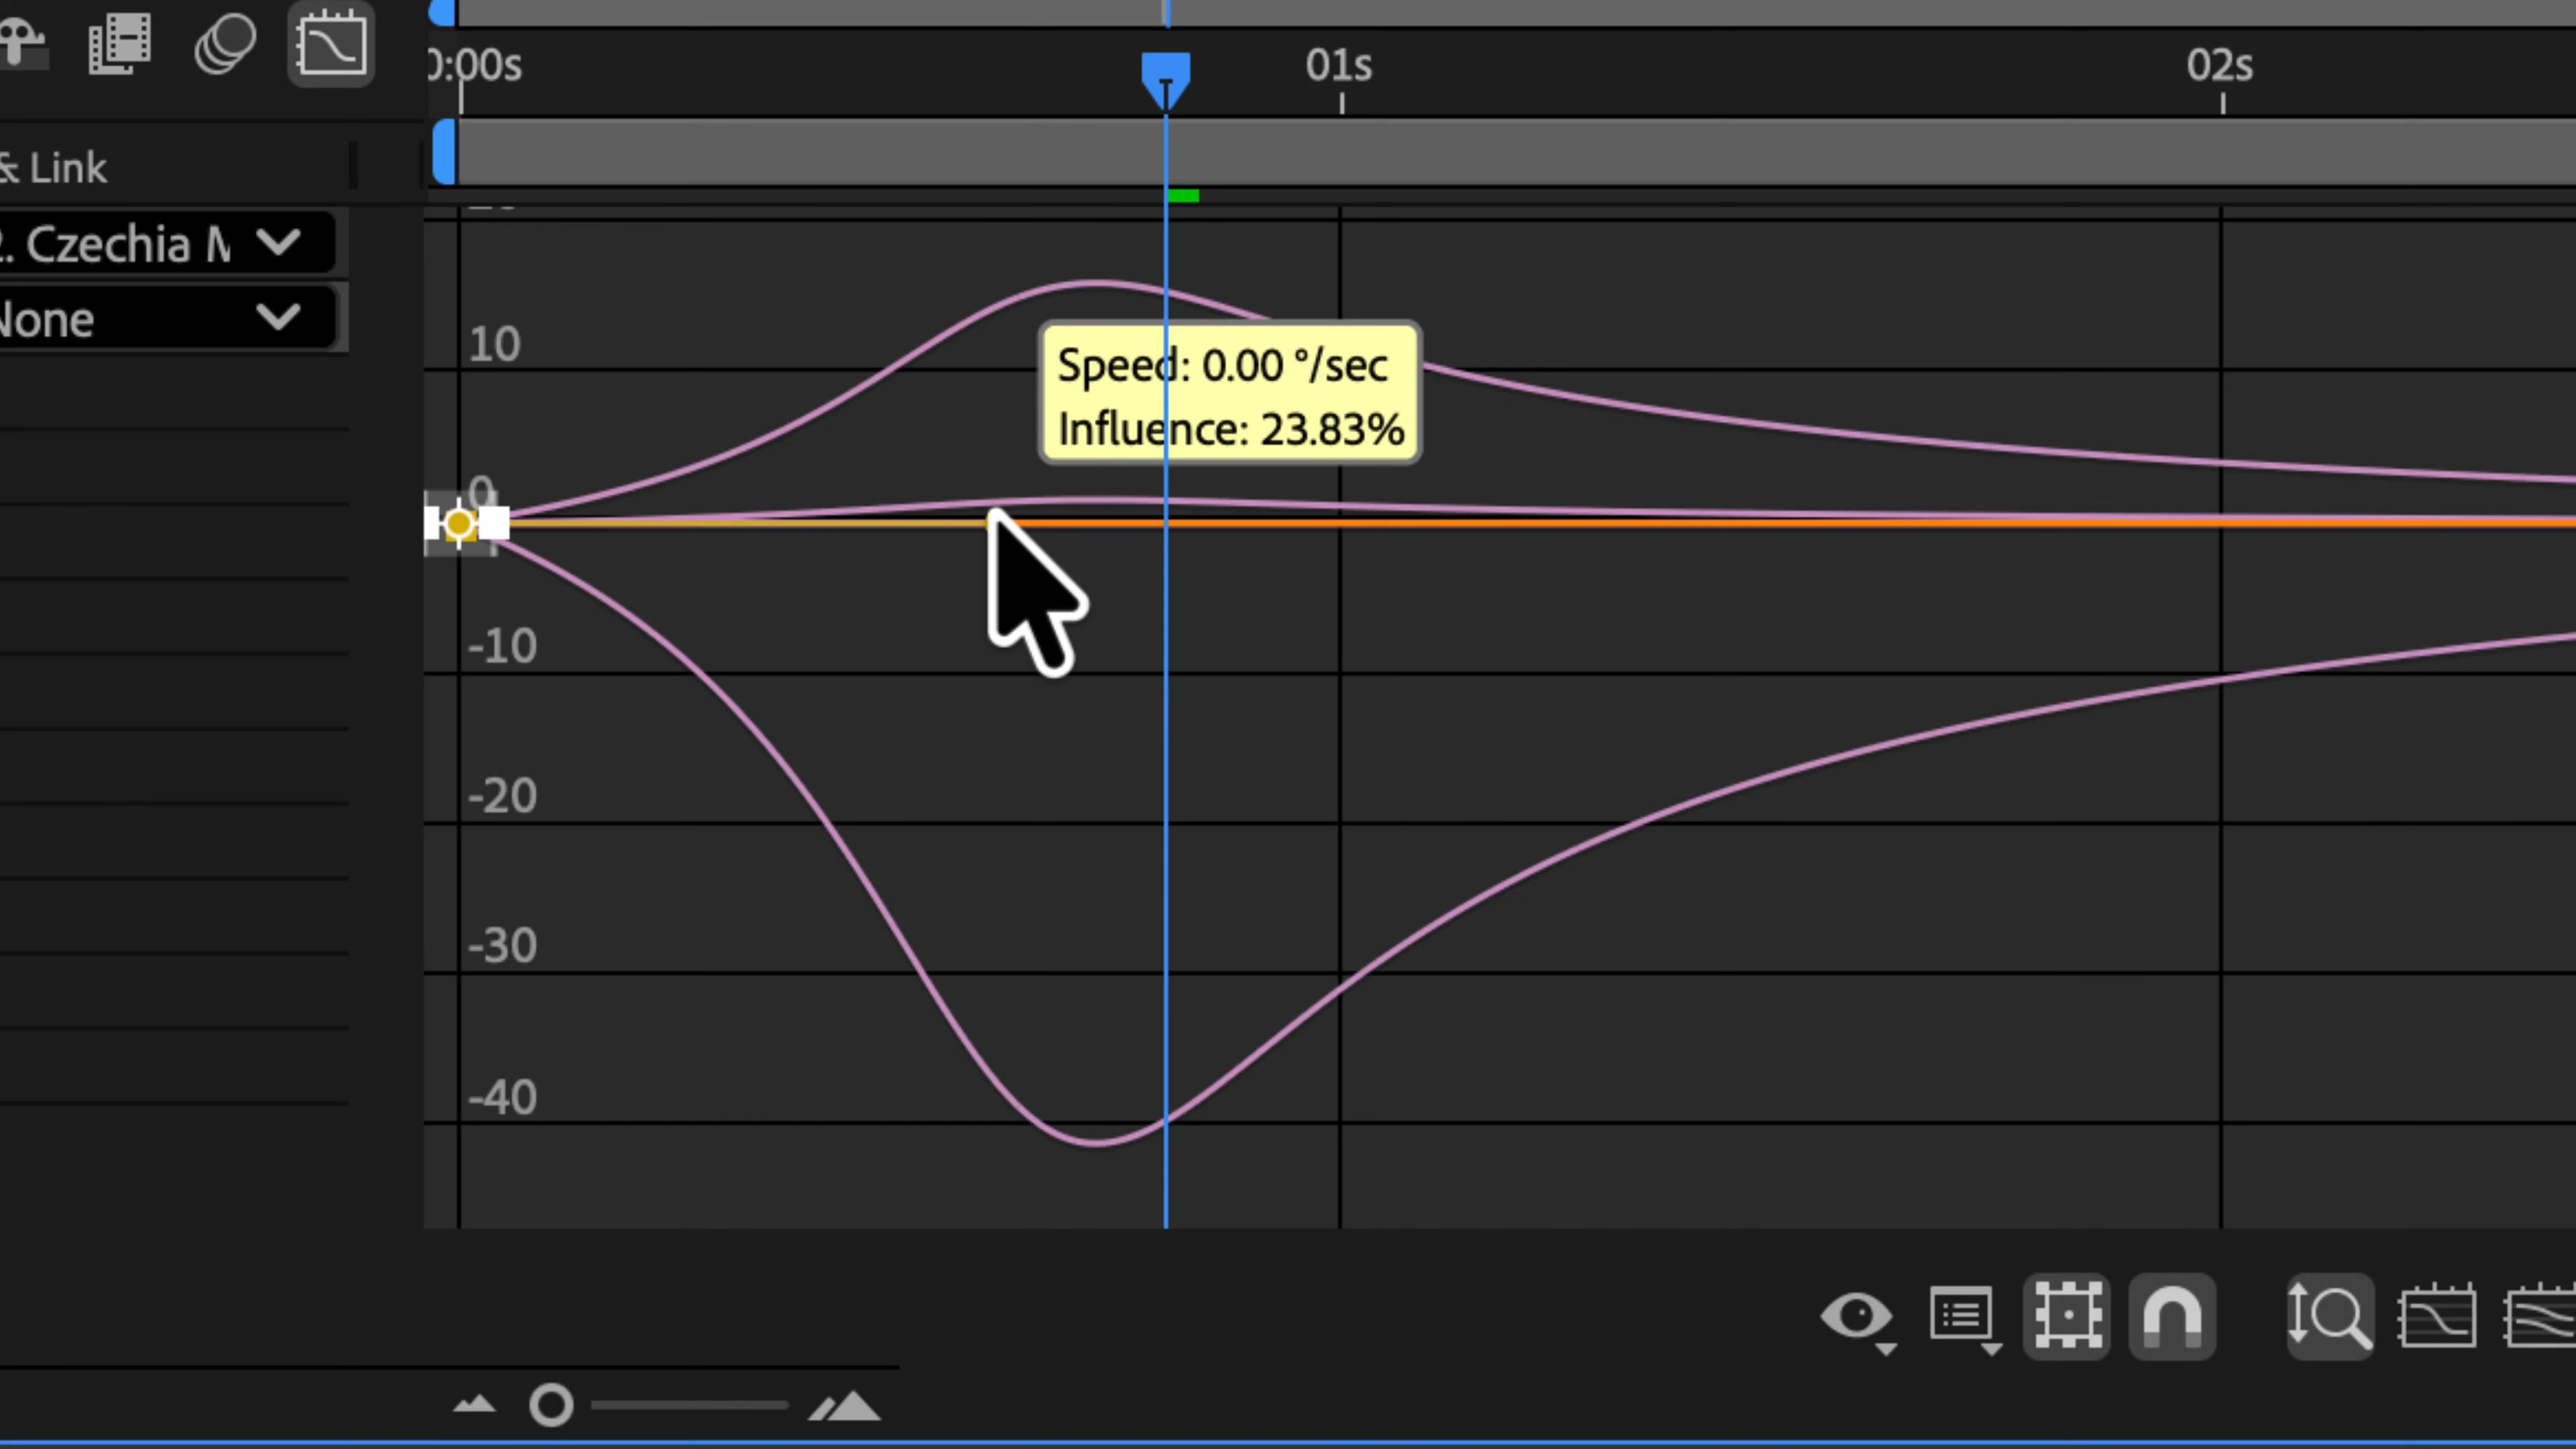 0:00s
01s
02s
& Link
2. Czechia M
None
10
Speed: 0.00 °/sec
Influence: 23.83%
0
-10
-20
-30
-40